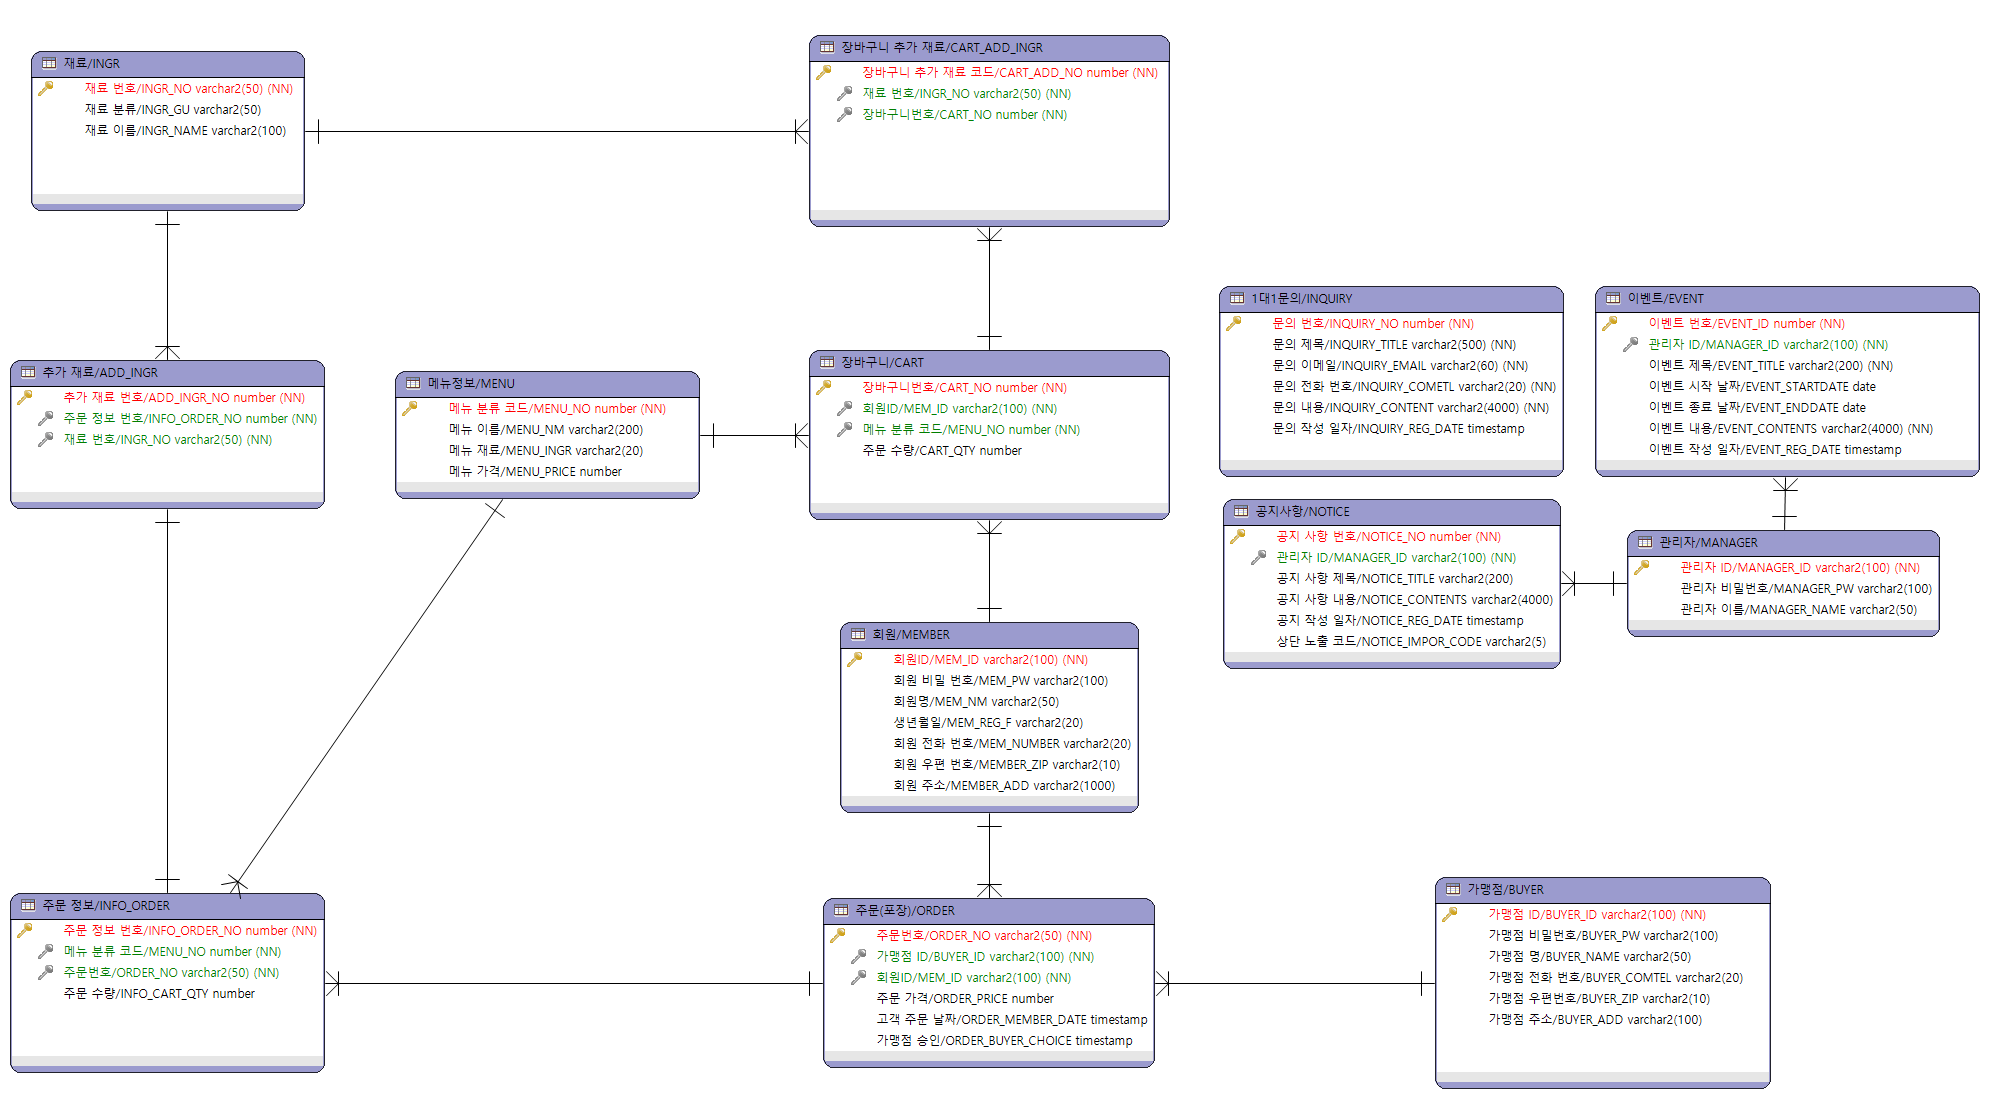 재료/INGR
재료 번호/INGR_NO varchar2(50) (NN)
재료 분류/INGR_GU varchar2(50)
재료 이름/INGR_NAME varchar2(100)
장바구니 추가 재료/CART_ADD_INGR
장바구니 추가 재료 코드/CART_ADD_NO number (NN)
재료 번호/INGR_NO varchar2(50) (NN)
장바구니번호/CART_NO number (NN)
추가 재료/ADD_INGR
추가 재료 번호/ADD_INGR_NO number (NN)
주문 정보 번호/INFO_ORDER_NO number (NN)
재료 번호/INGR_NO varchar2(50) (NN)
메뉴정보/MENU
메뉴 분류 코드/MENU_NO number (NN)
메뉴 이름/MENU_NM varchar2(200)
메뉴 재료/MENU_INGR varchar2(20)
메뉴 가격/MENU_PRICE number
장바구니/CART
장바구니번호/CART_NO number (NN)
회원ID/MEM_ID varchar2(100) (NN)
메뉴 분류 코드/MENU_NO number (NN)
주문 수량/CART_QTY number
1대1문의/INQUIRY
문의 번호/INQUIRY_NO number (NN)
문의 제목/INQUIRY_TITLE varchar2(500) (NN)
문의 이메일/INQUIRY_EMAIL varchar2(60) (NN)
문의 전화 번호/INQUIRY_COMETL varchar2(20) (NN)
문의 내용/INQUIRY_CONTENT varchar2(4000) (NN)
문의 작성 일자/INQUIRY_REG_DATE timestamp
이벤트/EVENT
이벤트 번호/EVENT_ID number (NN)
관리자 ID/MANAGER_ID varchar2(100) (NN)
이벤트 제목/EVENT_TITLE varchar2(200) (NN)
이벤트 시작 날짜/EVENT_STARTDATE date
이벤트 종료 날짜/EVENT_ENDDATE date
이벤트 내용/EVENT_CONTENTS varchar2(4000) (NN)
이벤트 작성 일자/EVENT_REG_DATE timestamp
공지사항/NOTICE
공지 사항 번호/NOTICE_NO number (NN)
관리자 ID/MANAGER_ID varchar2(100) (NN)
공지 사항 제목/NOTICE_TITLE varchar2(200)
공지 사항 내용/NOTICE_CONTENTS varchar2(4000)
공지 작성 일자/NOTICE_REG_DATE timestamp
상단 노출 코드/NOTICE_IMPOR_CODE varchar2(5)
관리자/MANAGER
관리자 ID/MANAGER_ID varchar2(100) (NN)
관리자 비밀번호/MANAGER_PW varchar2(100)
관리자 이름/MANAGER_NAME varchar2(50)
회원/MEMBER
회원ID/MEM_ID varchar2(100) (NN)
회원 비밀 번호/MEM_PW varchar2(100)
회원명/MEM_NM varchar2(50)
생년월일/MEM_REG_F varchar2(20)
회원 전화 번호/MEM_NUMBER varchar2(20)
회원 우편 번호/MEMBER_ZIP varchar2(10)
회원 주소/MEMBER_ADD varchar2(1000)
주문 정보/INFO_ORDER
주문 정보 번호/INFO_ORDER_NO number (NN)
메뉴 분류 코드/MENU_NO number (NN)
주문번호/ORDER_NO varchar2(50) (NN)
주문 수량/INFO_CART_QTY number
주문(포장)/ORDER
주문번호/ORDER_NO varchar2(50) (NN)
가맹점 ID/BUYER_ID varchar2(100) (NN)
회원ID/MEM_ID varchar2(100) (NN)
주문 가격/ORDER_PRICE number
고객 주문 날짜/ORDER_MEMBER_DATE timestamp
가맹점 승인/ORDER_BUYER_CHOICE timestamp
가맹점/BUYER
가맹점 ID/BUYER_ID varchar2(100) (NN)
가맹점 비밀번호/BUYER_PW varchar2(100)
가맹점 명/BUYER_NAME varchar2(50)
가맹점 전화 번호/BUYER_COMTEL varchar2(20)
가맹점 우편번호/BUYER_ZIP varchar2(10)
가맹점 주소/BUYER_ADD varchar2(100)